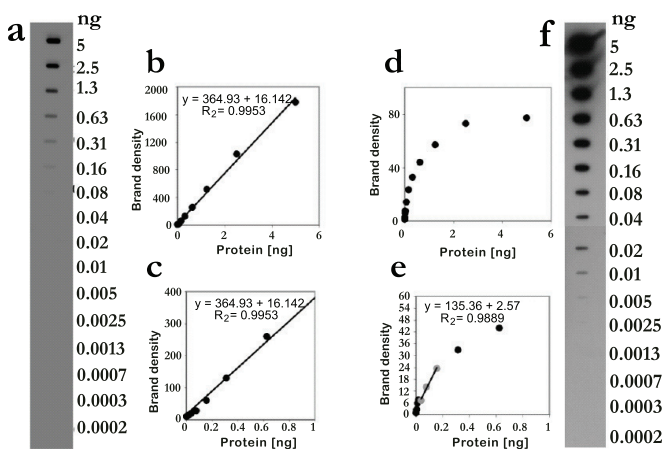 a
ng
5
2.5
1.3
0.63
0.31
0.16
0.08
0.04
0.02
0.01
0.005
0.0025
0.0013
0.0007
0.0003
0.0002
b
y = 364.93 + 16.142
R2= 0.9953
Brand density
2000
1600
1200
800
400
0
0 2 4 6
Protein [ng]
c
y = 364.93 + 16.142
R2= 0.9953
Brand density
400
300
200
100
0
0 0.2 0.4 0.6 0.8 1
Protein [ng]
d
Brand density
80
40
0
0 2 4 6
Protein [ng]
e
y = 135.36 + 2.57
R2= 0.9889
Brand density
60
54
48
42
36
30
24
18
12
6
0
0 0.2 0.4 0.6 0.8 1
Protein [ng]
f
ng
5
2.5
1.3
0.63
0.31
0.16
0.08
0.04
0.02
0.01
0.005
0.0025
0.0013
0.0007
0.0003
0.0002